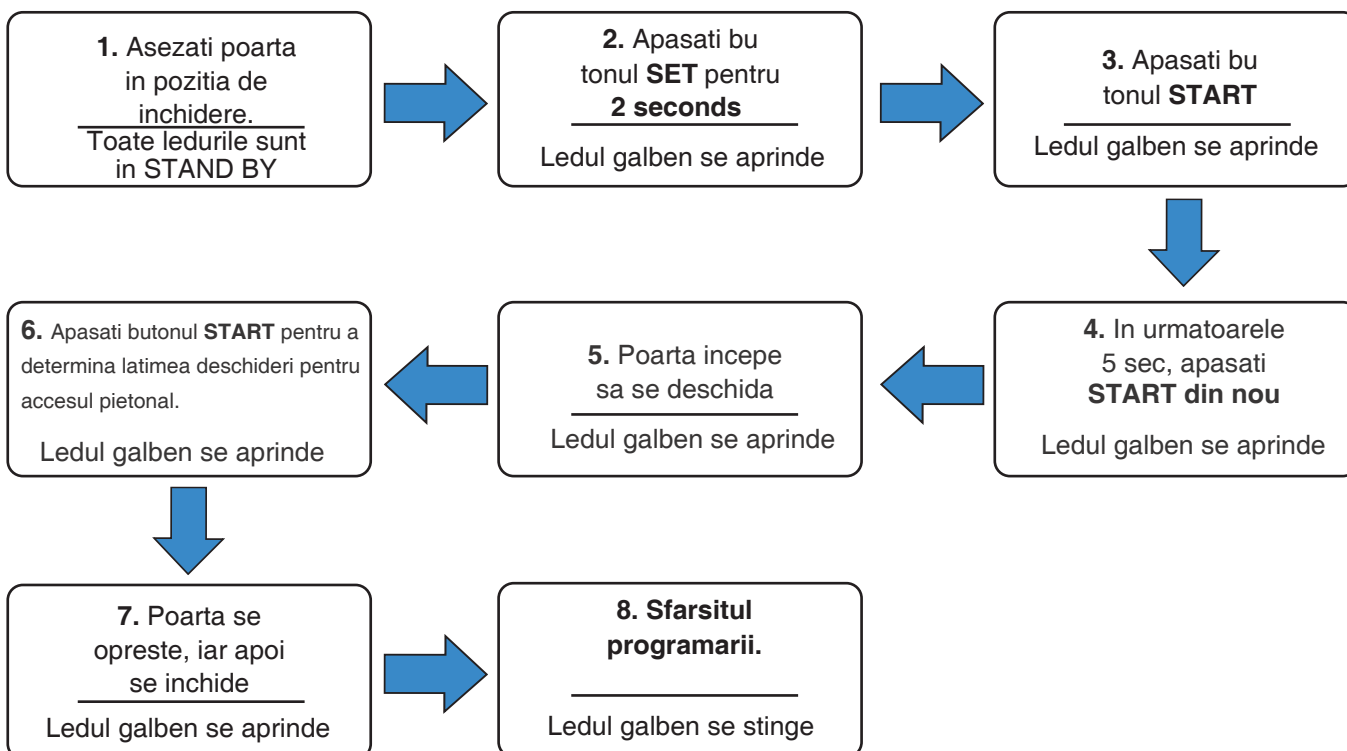 1. Asezati poarta
in pozitia de
inchidere.
Toate ledurile sunt
in STAND BY
2. Apasati bu
tonul SET pentru
2 seconds
Ledul galben se aprinde
3. Apasati bu
tonul START
Ledul galben se aprinde
4. In urmatoarele
5 sec, apasati
START din nou
Ledul galben se aprinde
5. Poarta incepe
sa se deschida
Ledul galben se aprinde
6. Apasati butonul START pentru a
determina latimea deschideri pentru
accesul pietonal.
Ledul galben se aprinde
7. Poarta se
opreste, iar apoi
se inchide
Ledul galben se aprinde
8. Sfarsitul
programarii.
Ledul galben se stinge